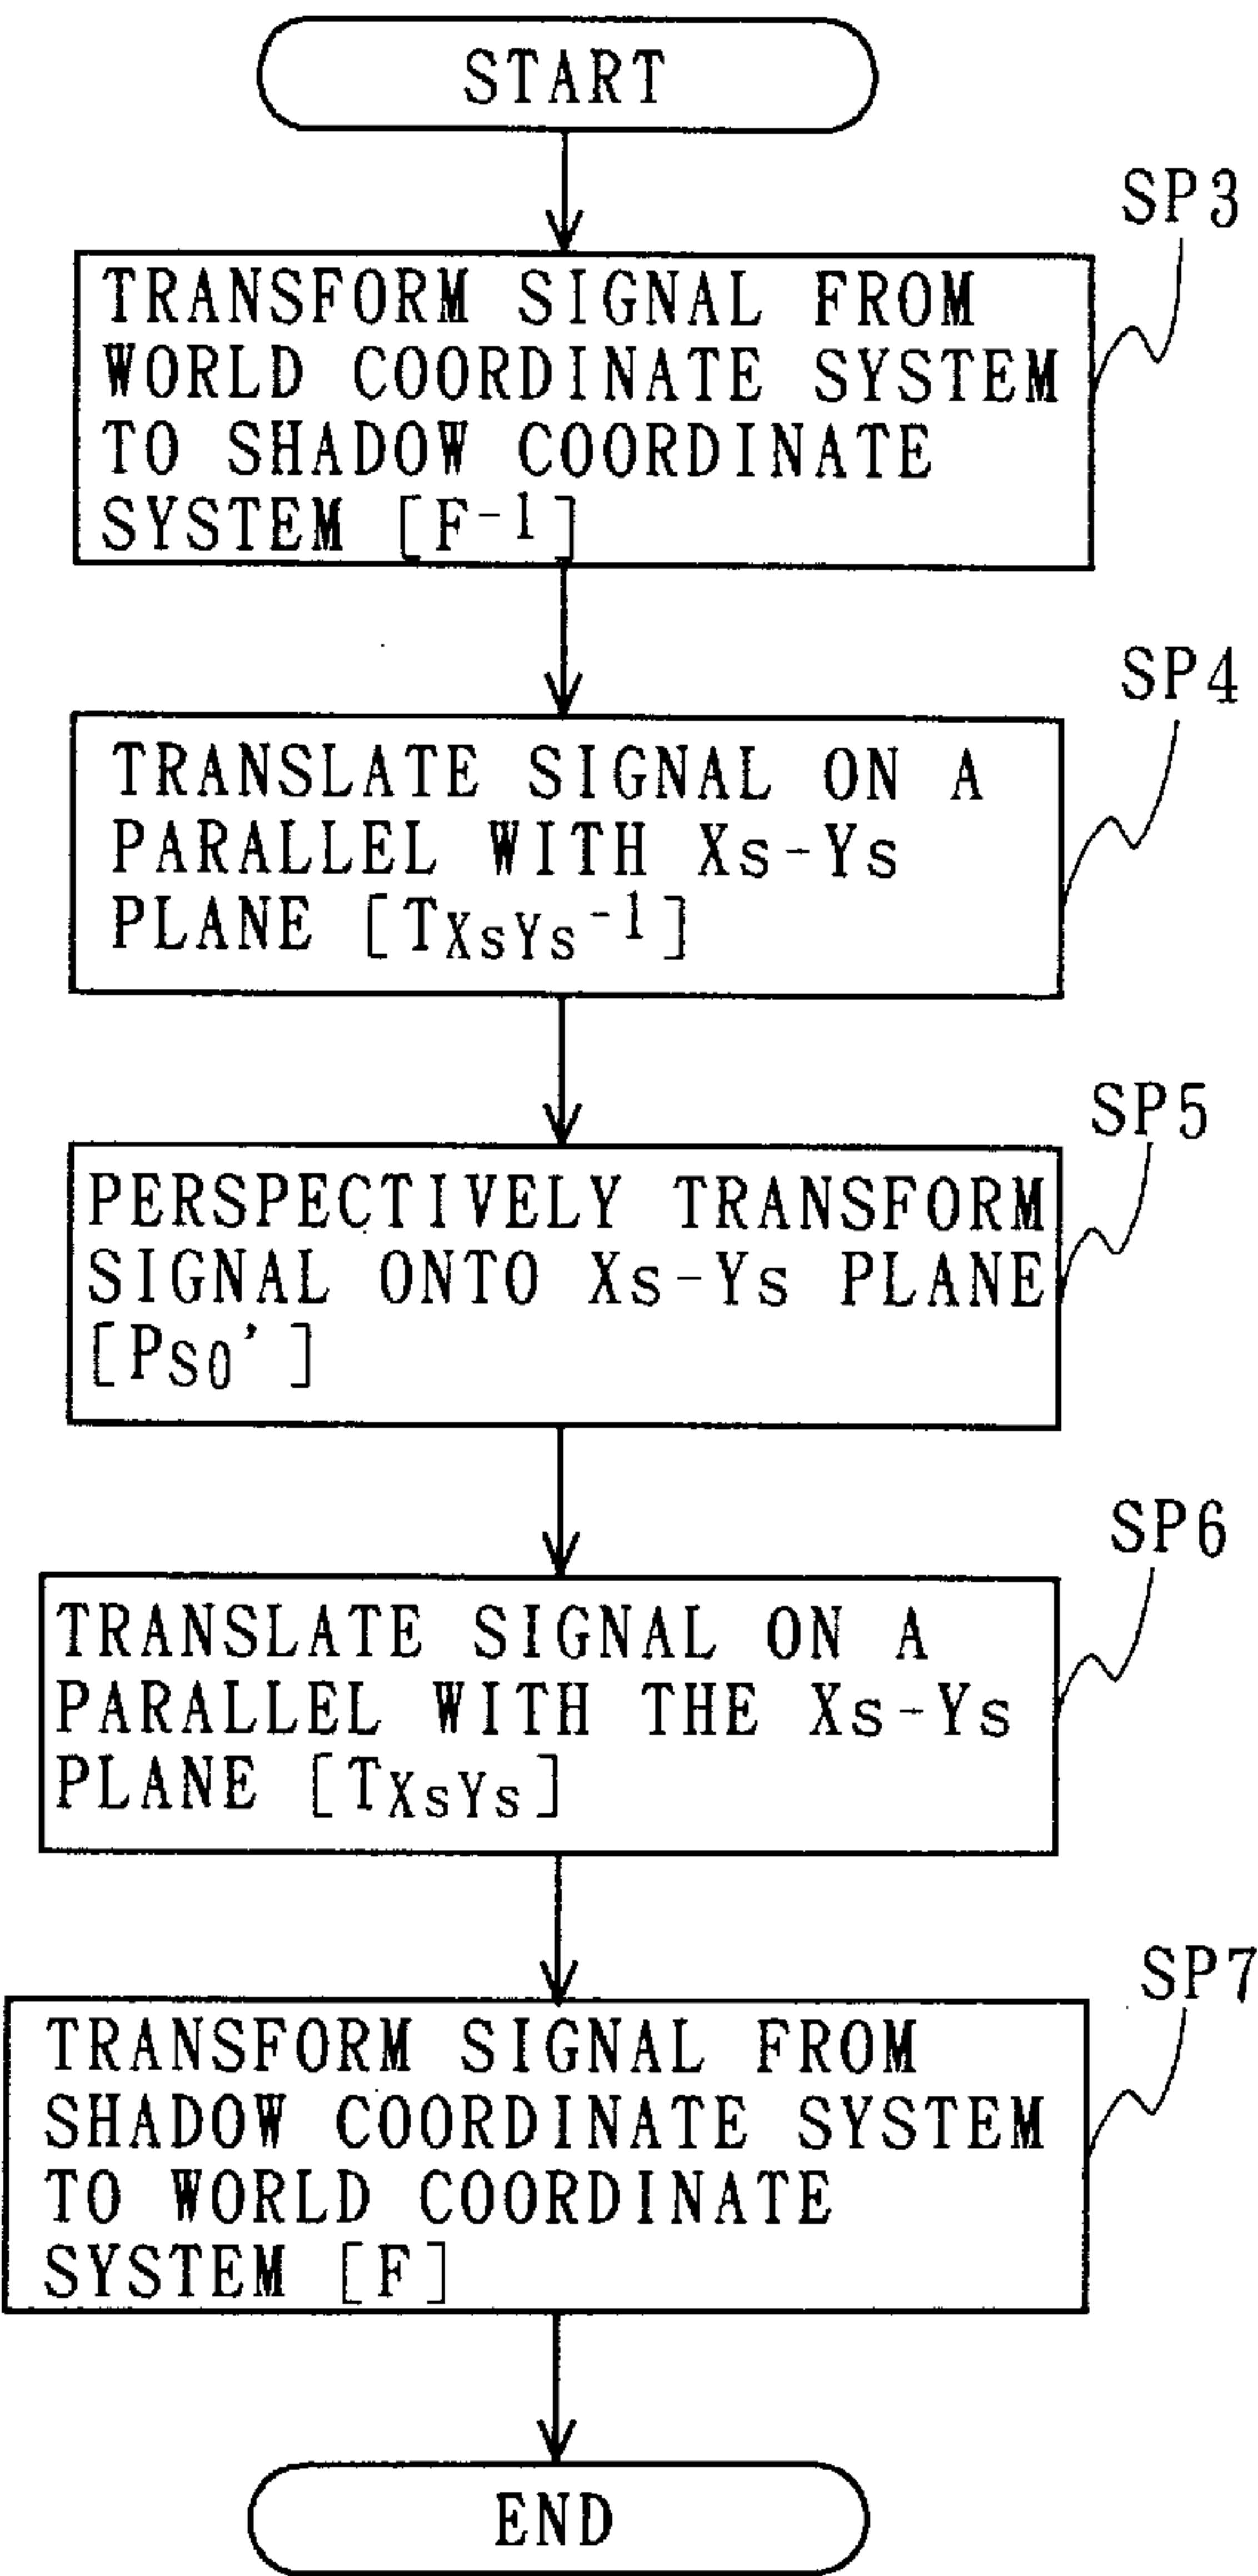 START
SP3
TRANSFORM SIGNAL FROM
WORLD COORDINATE SYSTEM
TO SHADOW COORDINATE
SYSTEM [F⁻¹]
SP4
TRANSLATE SIGNAL ON A
PARALLEL WITH Xs-Ys
PLANE [TXsYs⁻¹]
SP5
PERSPECTIVELY TRANSFORM
SIGNAL ONTO Xs-Ys PLANE
[PS0']
SP6
TRANSLATE SIGNAL ON A
PARALLEL WITH THE Xs-Ys
PLANE [TXsYs]
SP7
TRANSFORM SIGNAL FROM
SHADOW COORDINATE SYSTEM
TO WORLD COORDINATE
SYSTEM [F]
END